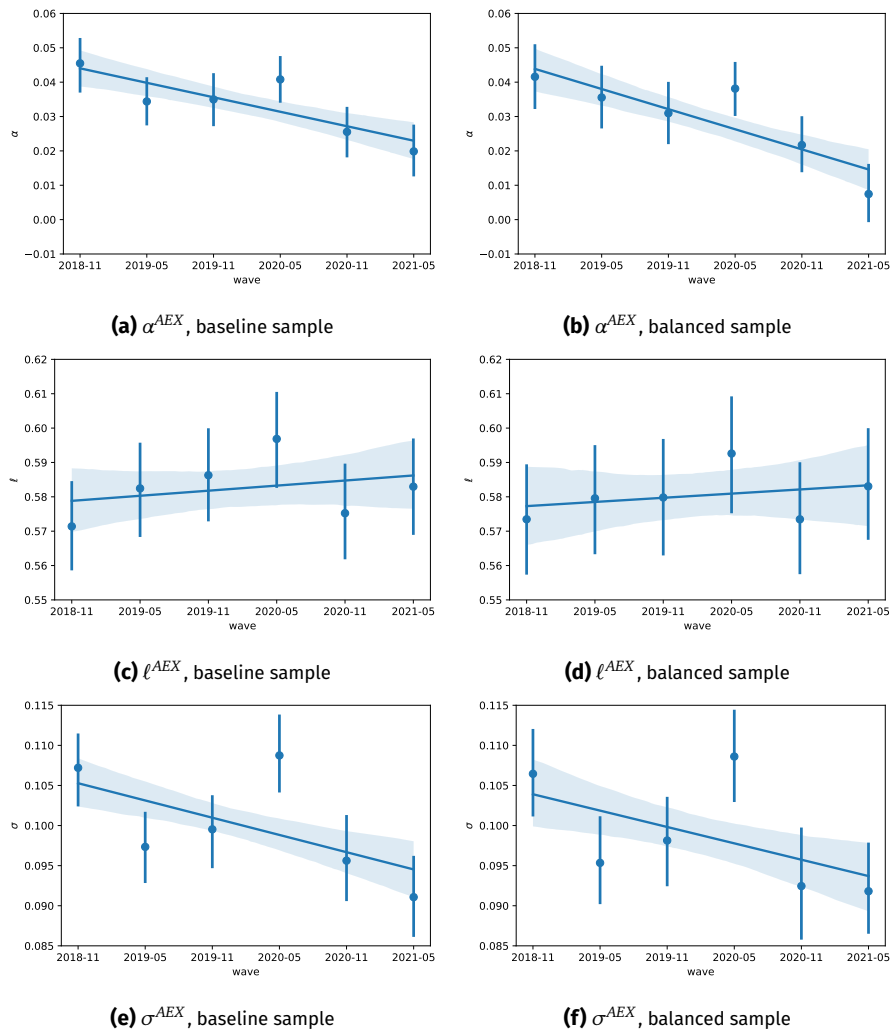 0.06 0.06
0.05 0.05
0.04 0.04
0.03 0.03
α α
0.02 0.02
0.01 0.01
0.00 0.00
−0.01 −0.01
2018-11 2019-05 2019-11 2020-05 2020-11 2021-05 2018-11 2019-05 2019-11 2020-05 2020-11 2021-05
wave wave
(a) α^AEX, baseline sample (b) α^AEX, balanced sample
0.62 0.62
0.61 0.61
0.60 0.60
0.59 0.59
ℓ ℓ
0.58 0.58
0.57 0.57
0.56 0.56
0.55 0.55
2018-11 2019-05 2019-11 2020-05 2020-11 2021-05 2018-11 2019-05 2019-11 2020-05 2020-11 2021-05
wave wave
(c) ℓ^AEX, baseline sample (d) ℓ^AEX, balanced sample
0.115 0.115
0.110 0.110
0.105 0.105
0.100 0.100
σ σ
0.095 0.095
0.090 0.090
0.085 0.085
2018-11 2019-05 2019-11 2020-05 2020-11 2021-05 2018-11 2019-05 2019-11 2020-05 2020-11 2021-05
wave wave
(e) σ^AEX, baseline sample (f) σ^AEX, balanced sample